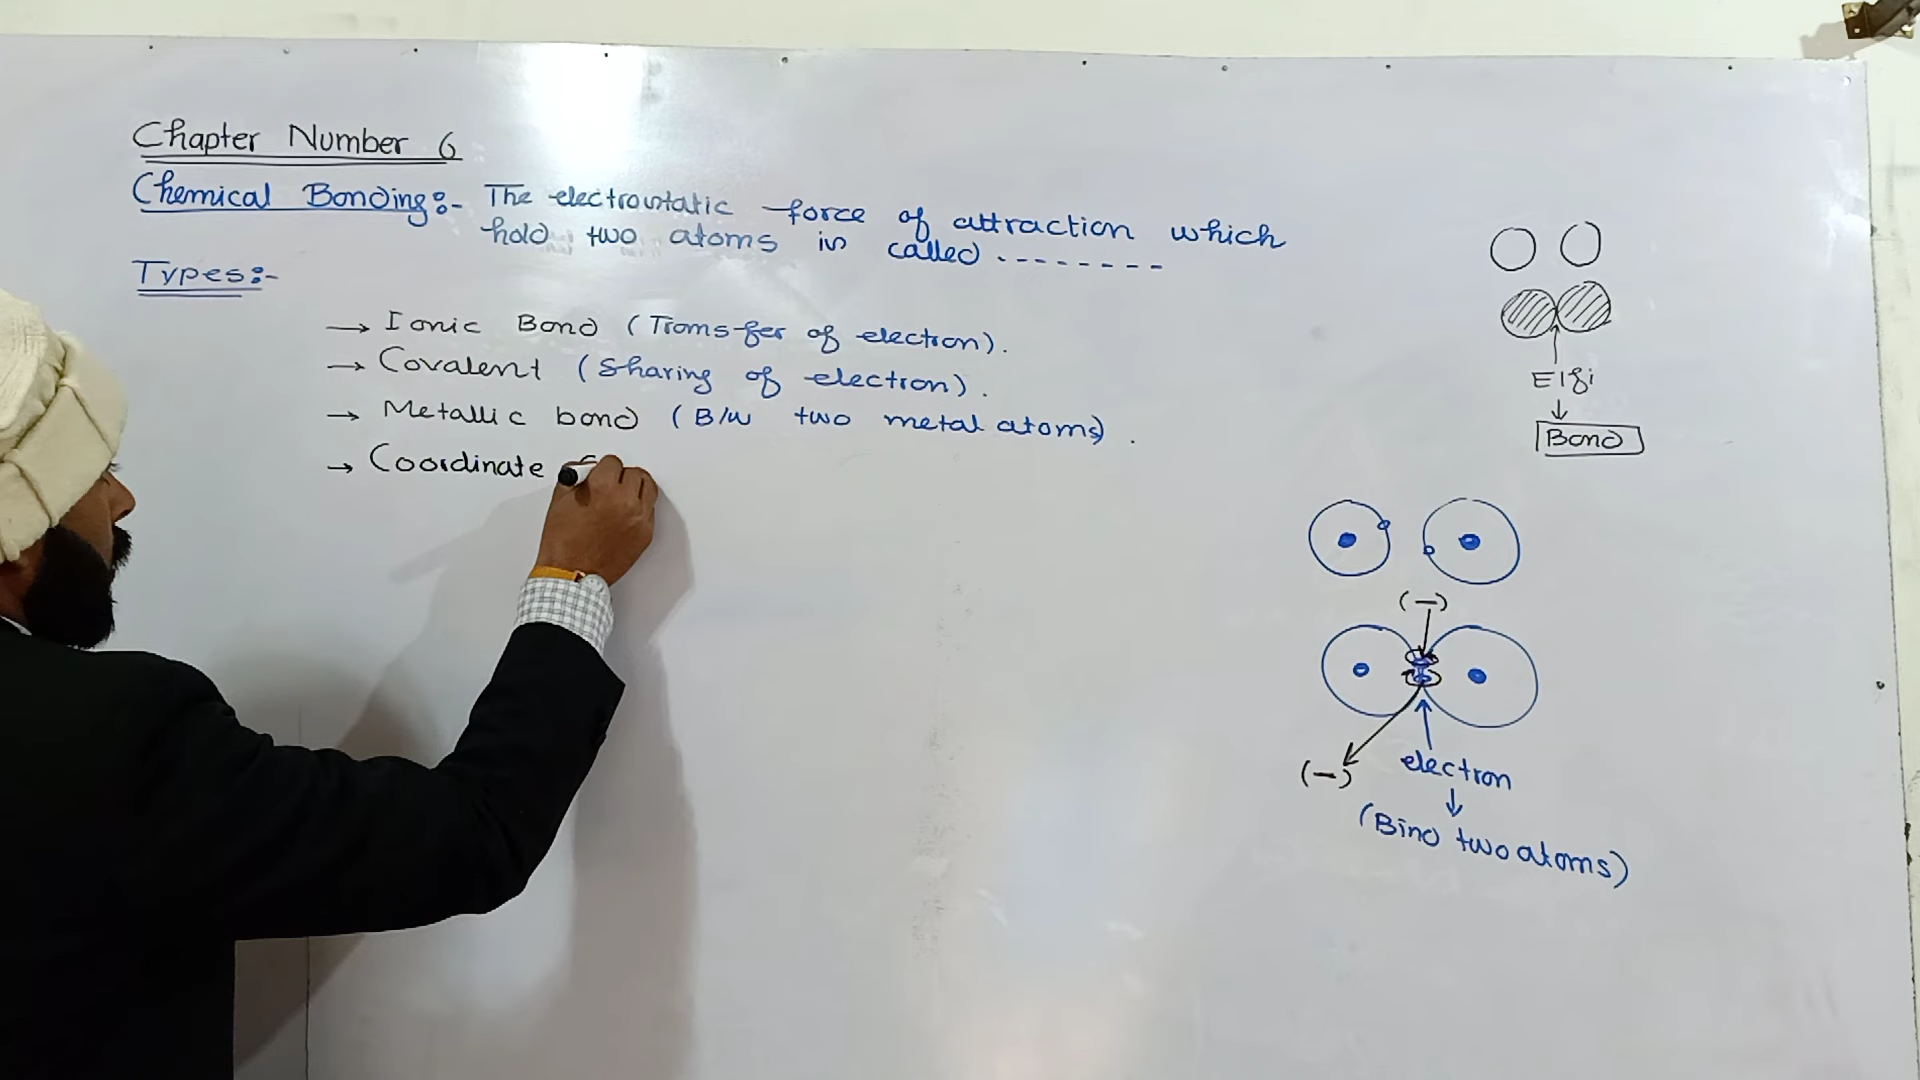 Chapter Number 6
Chemical Bonding:- The electrostatic force of attraction which
hold two atoms is called --------
Types:-
→ Ionic Bond (Transfer of electron).
→ Covalent (Sharing of electron).
→ Metallic bond (B/w two metal atoms).
→ Coordinate
Elfi
↓
Bond
(-)
(-)
electron
↓
(Bind two atoms)